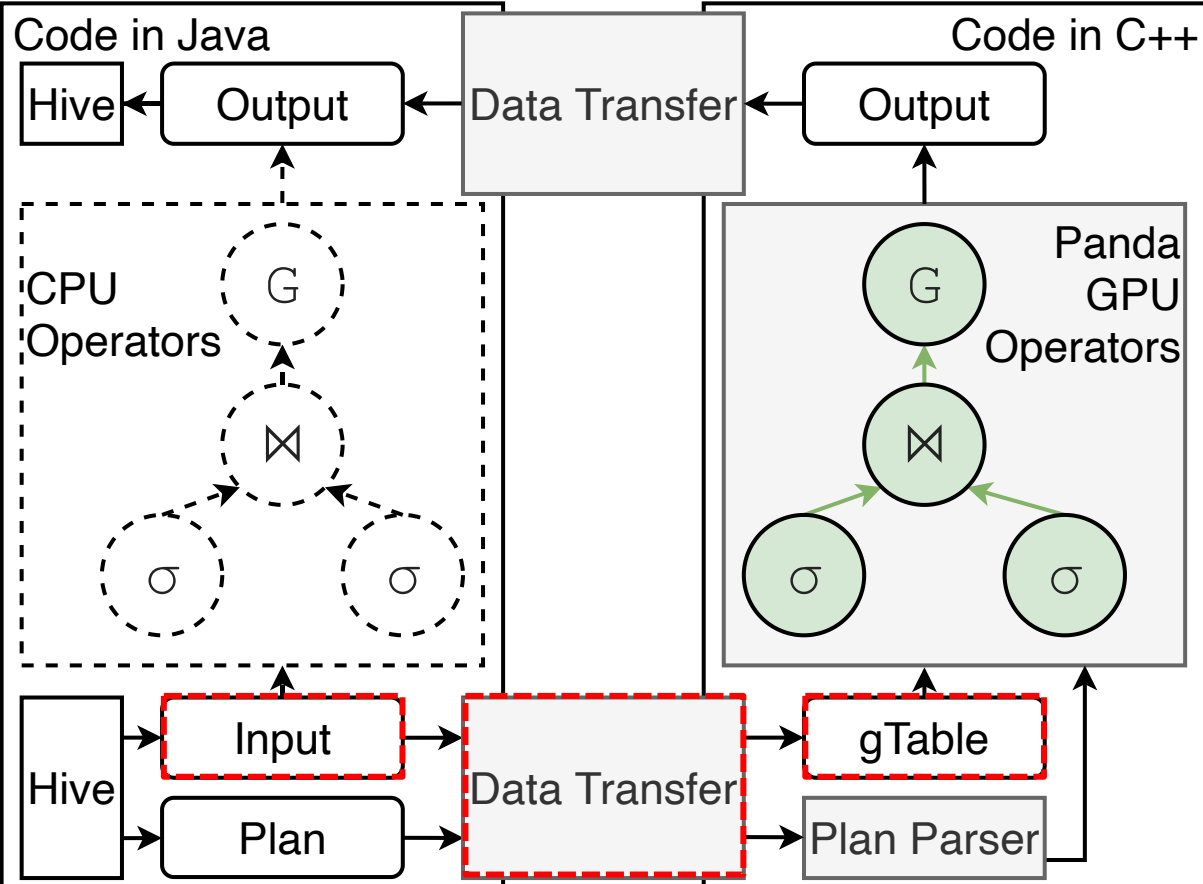 Code in Java
Code in C++
Hive
Output
Data Transfer
Output
CPU
Operators
G
⋈
σ
σ
Panda
GPU
Operators
G
⋈
σ
σ
Hive
Input
Plan
Data Transfer
gTable
Plan Parser